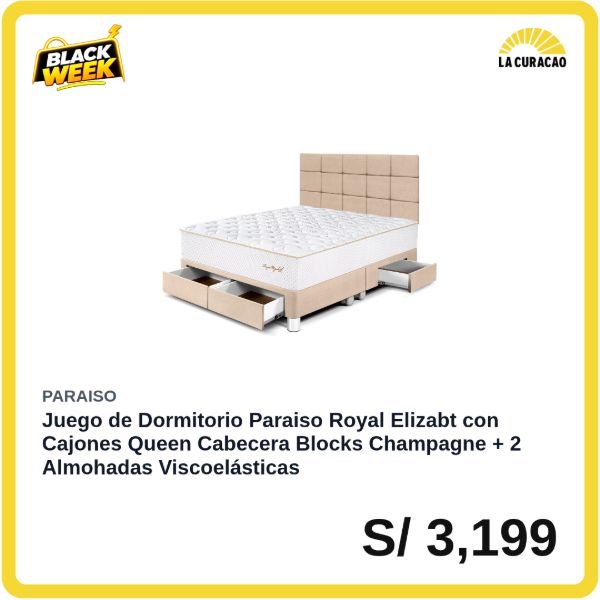 BLACK
WEEK
LA CURACAO
PARAISO
Juego de Dormitorio Paraiso Royal Elizabt con
Cajones Queen Cabecera Blocks Champagne + 2
Almohadas Viscoelásticas
S/ 3,199